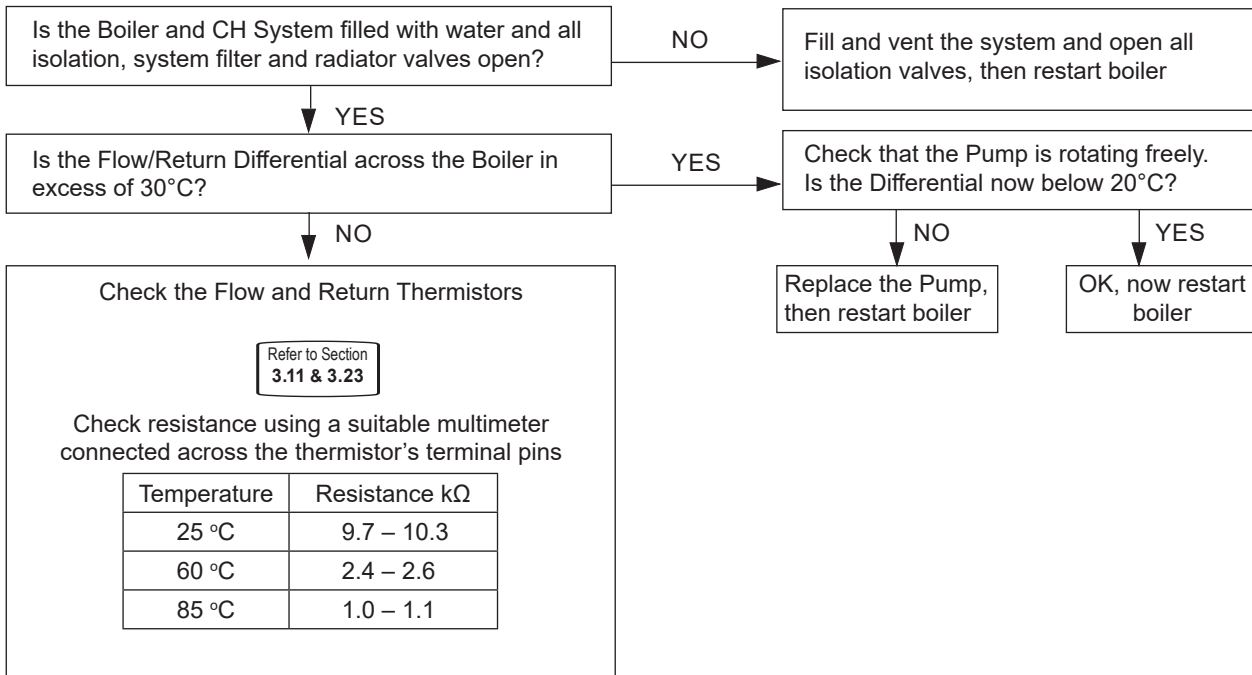 Is the Boiler and CH System filled with water and all
isolation, system filter and radiator valves open?
NO
Fill and vent the system and open all
isolation valves, then restart boiler
YES
Is the Flow/Return Differential across the Boiler in
excess of 30°C?
YES
Check that the Pump is rotating freely.
Is the Differential now below 20°C?
NO
NO
YES
Replace the Pump,
then restart boiler
OK, now restart
boiler
Check the Flow and Return Thermistors
Refer to Section
3.11 & 3.23
Check resistance using a suitable multimeter
connected across the thermistor’s terminal pins
Temperature Resistance kΩ
25 °C 9.7 – 10.3
60 °C 2.4 – 2.6
85 °C 1.0 – 1.1